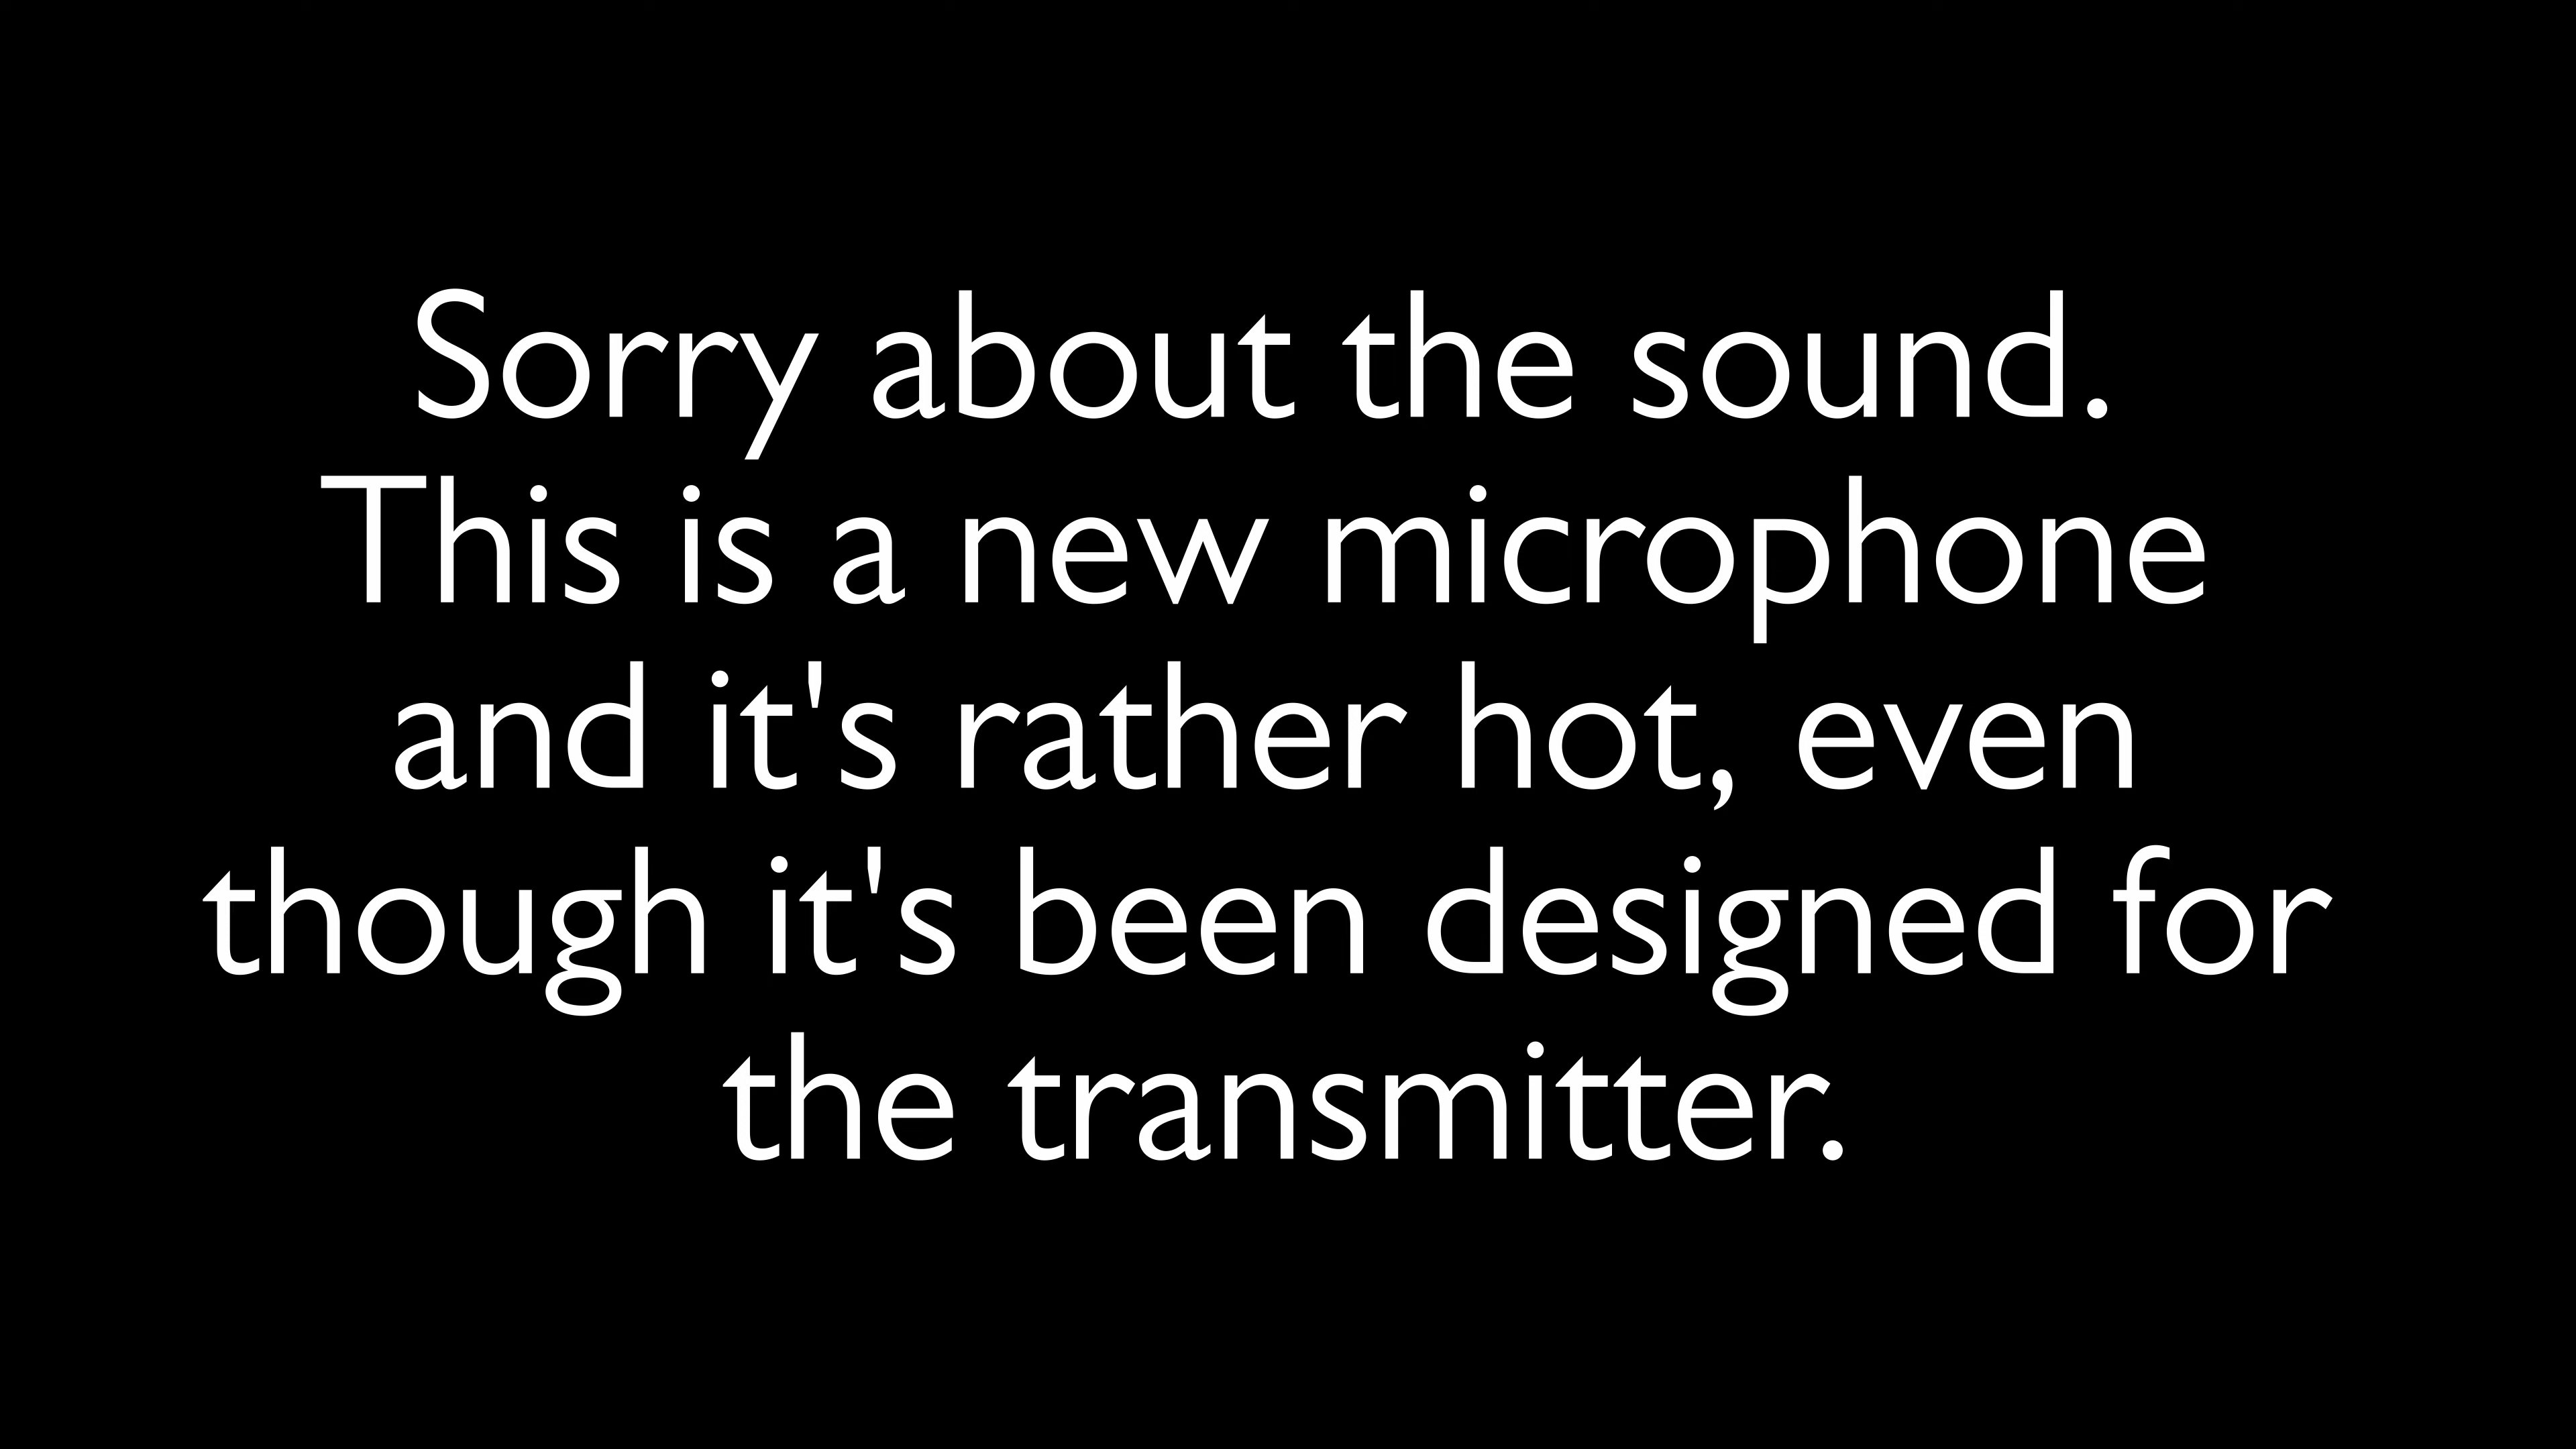 Sorry about the sound.
This is a new microphone
and it's rather hot, even
though it's been designed for
the transmitter.